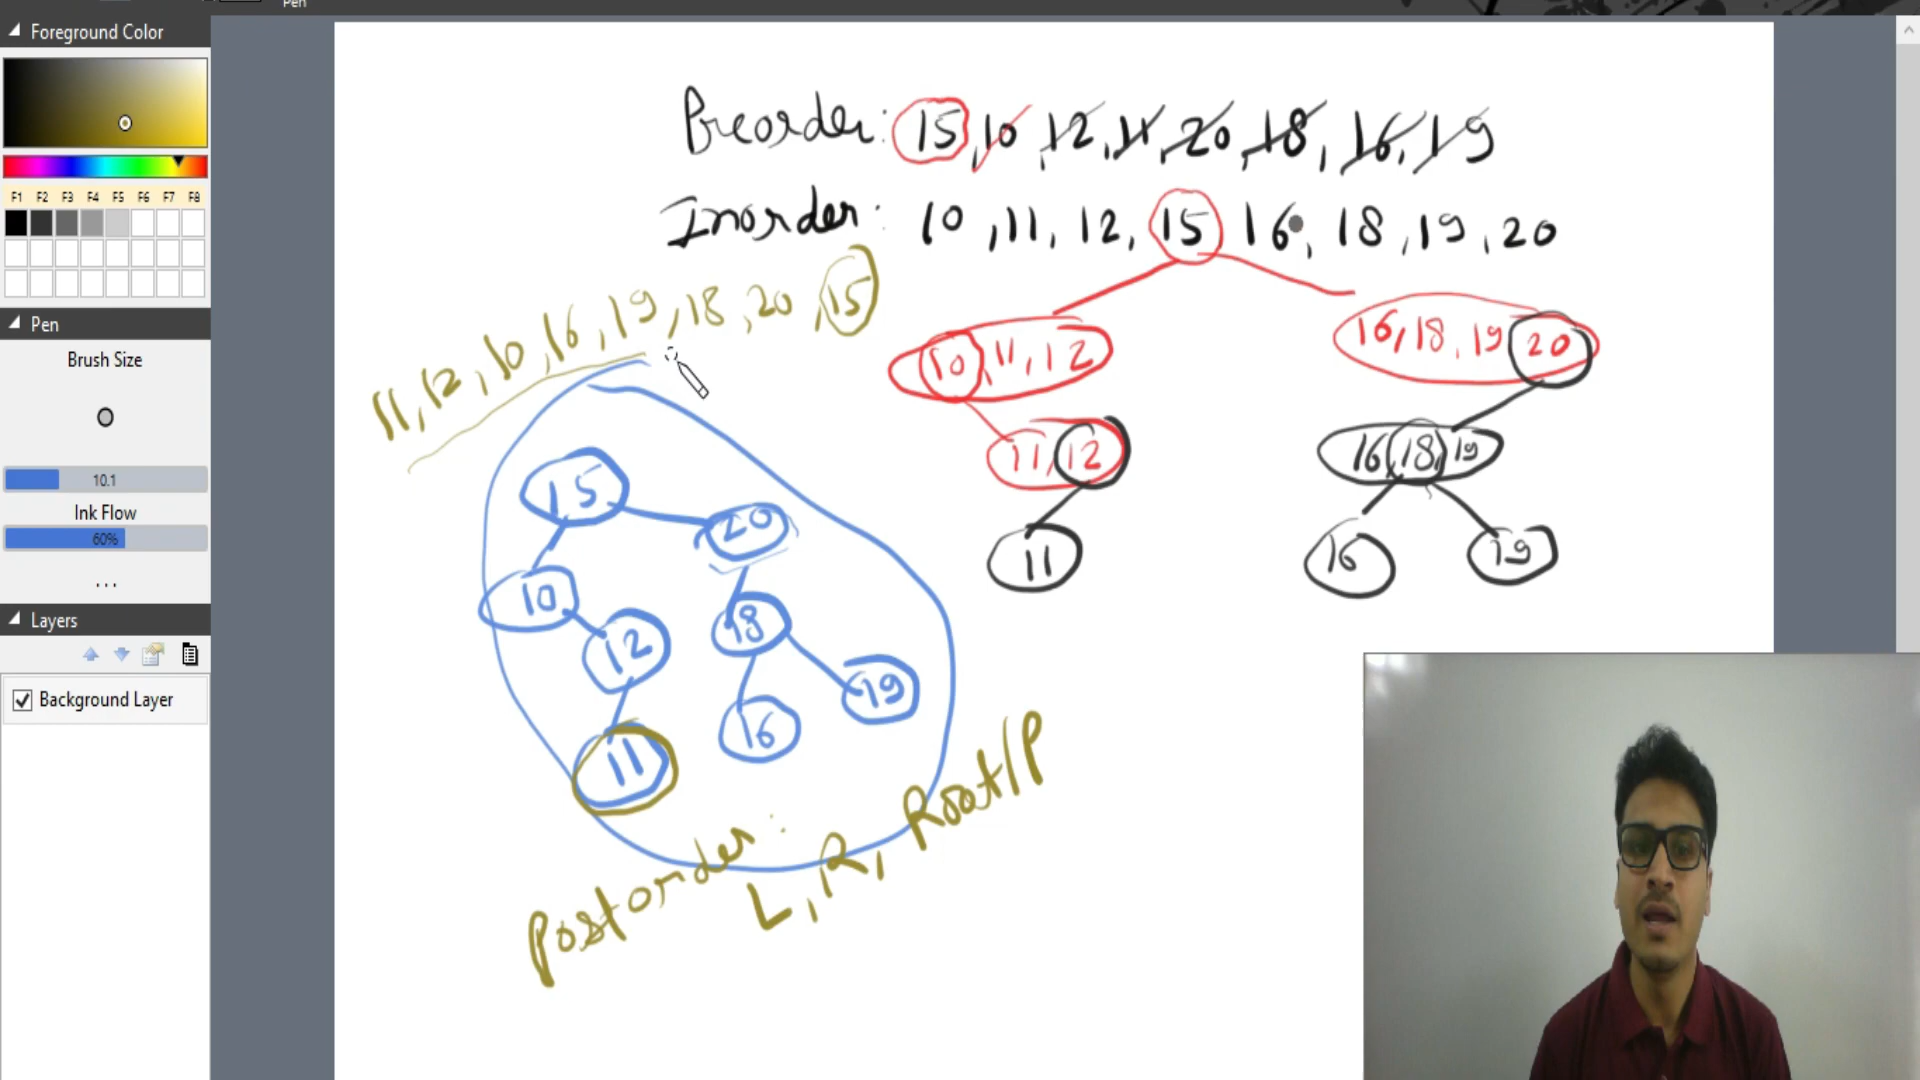 Pen
Foreground Color
F1 F2 F3 F4 F5 F6 F7 F8
Pen
Brush Size
10.1
Ink Flow
60%
...
Layers
Background Layer
Preorder: 15, 10, 12, 11, 20, 18, 16, 19
Inorder: 10, 11, 12, 15 16, 18, 19, 20
11, 12, 10, 16, 19, 18, 20, 15
10, 11, 12
16, 18, 19 20
11, 12
16, 18, 19
11
16
19
15
20
10
12
18
19
16
11
Postorder:
L, R, Root/P